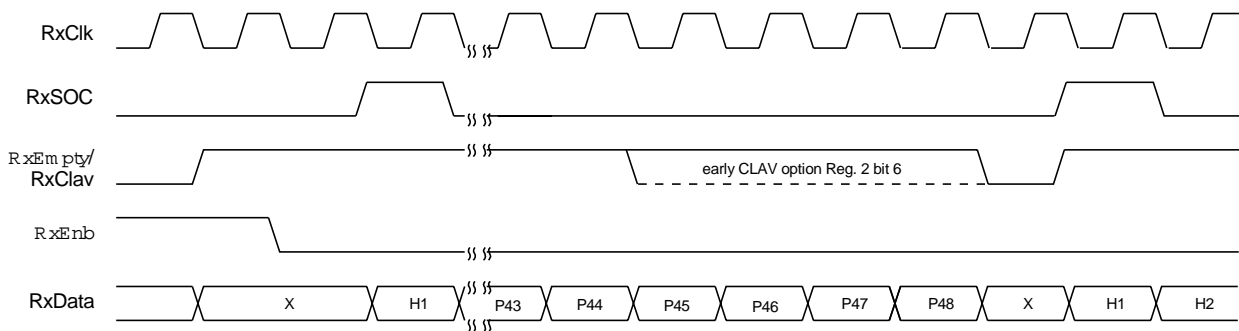 RxClk
RxSOC
RxEmpty/
RxClav
early CLAV option Reg. 2 bit 6
RxEnb
RxData
X H1 P43 P44 P45 P46 P47 P48 X H1 H2